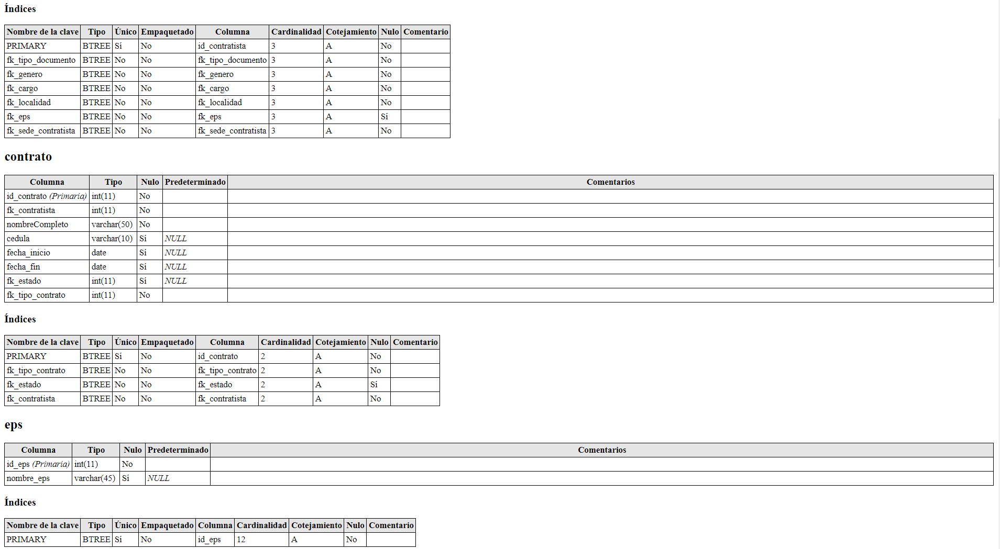 Índices
Nombre de la clave Tipo Único Empaquetado Columna Cardinalidad Cotejamiento Nulo Comentario
PRIMARY BTREE Sí No id_contratista 3 A No
fk_tipo_documento BTREE No No fk_tipo_documento 3 A No
fk_genero BTREE No No fk_genero 3 A No
fk_cargo BTREE No No fk_cargo 3 A No
fk_localidad BTREE No No fk_localidad 3 A No
fk_eps BTREE No No fk_eps 3 A Sí
fk_sede_contratista BTREE No No fk_sede_contratista 3 A No
contrato
Columna Tipo Nulo Predeterminado Comentarios
id_contrato (Primaria) int(11) No
fk_contratista int(11) No
nombreCompleto varchar(50) No
cedula varchar(10) Sí NULL
fecha_inicio date Sí NULL
fecha_fin date Sí NULL
fk_estado int(11) Sí NULL
fk_tipo_contrato int(11) No
Índices
Nombre de la clave Tipo Único Empaquetado Columna Cardinalidad Cotejamiento Nulo Comentario
PRIMARY BTREE Sí No id_contrato 2 A No
fk_tipo_contrato BTREE No No fk_tipo_contrato 2 A No
fk_estado BTREE No No fk_estado 2 A Sí
fk_contratista BTREE No No fk_contratista 2 A No
eps
Columna Tipo Nulo Predeterminado Comentarios
id_eps (Primaria) int(11) No
nombre_eps varchar(45) Sí NULL
Índices
Nombre de la clave Tipo Único Empaquetado Columna Cardinalidad Cotejamiento Nulo Comentario
PRIMARY BTREE Sí No id_eps 12 A No